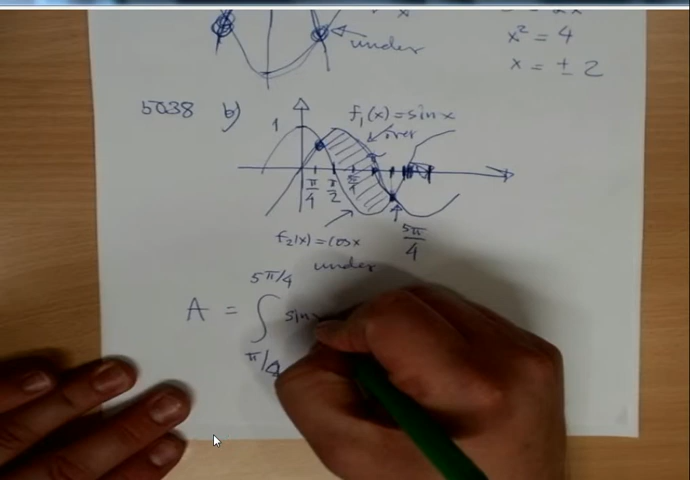 x
under
x² = 4
x = ± 2
5038 b) f₁(x) = sin x
1 över
π/4 π/2
5π/4
f₂(x) = cos x
under
A = ∫ sin x
5π/4
π/4